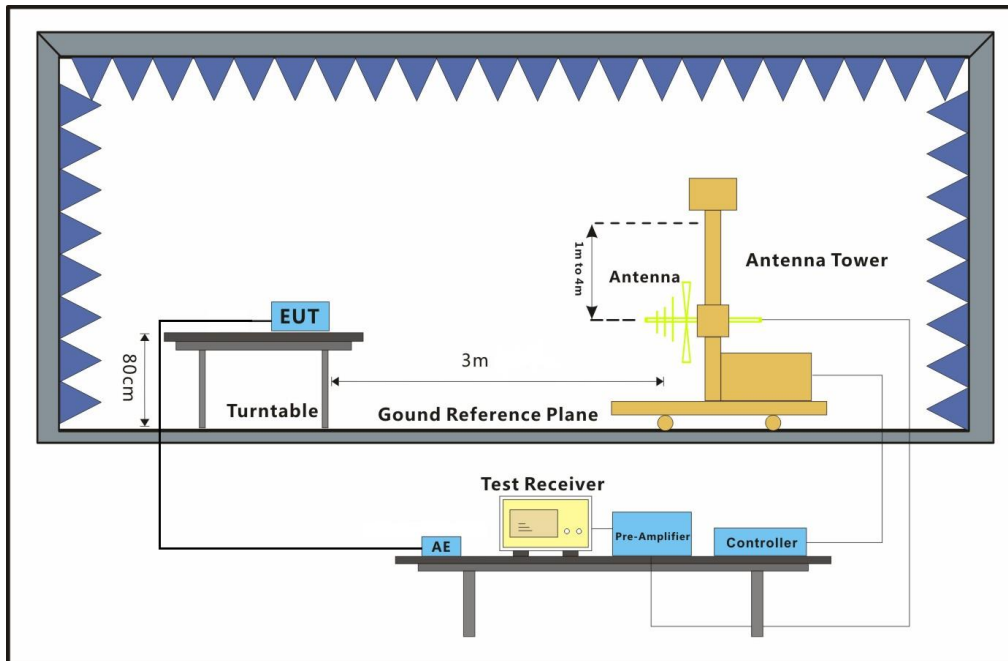 1m to 4m
Antenna
Antenna Tower
EUT
80cm
3m
Turntable
Gound Reference Plane
Test Receiver
AE
Pre-Amplifier
Controller